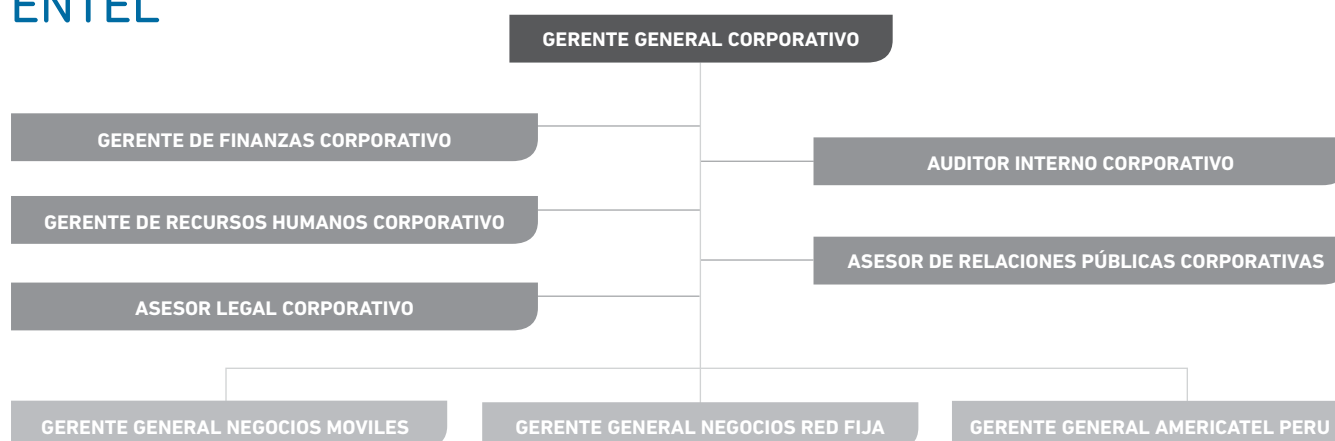 ENTEL
GERENTE GENERAL CORPORATIVO
GERENTE DE FINANZAS CORPORATIVO
AUDITOR INTERNO CORPORATIVO
GERENTE DE RECURSOS HUMANOS CORPORATIVO
ASESOR DE RELACIONES PÚBLICAS CORPORATIVAS
ASESOR LEGAL CORPORATIVO
GERENTE GENERAL NEGOCIOS MOVILES
GERENTE GENERAL NEGOCIOS RED FIJA
GERENTE GENERAL AMERICATEL PERU